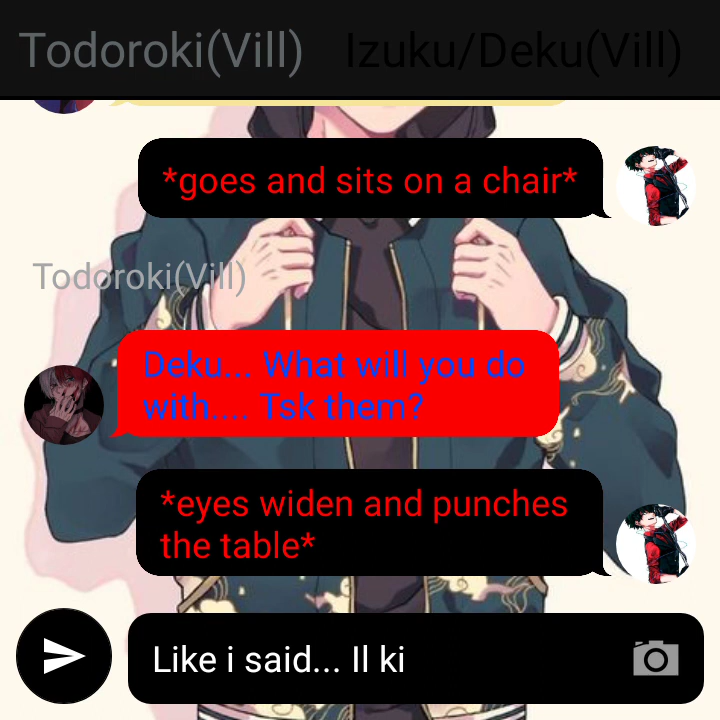 Todoroki(Vill) Izuku/Deku(Vill)
*goes and sits on a chair*
Todoroki(Vill)
Deku... What will you do
with.... Tsk them?
*eyes widen and punches
the table*
Like i said... Il ki